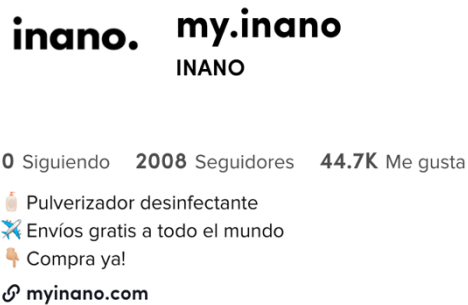 inano.
my.inano
INANO
0 Siguiendo 2008 Seguidores 44.7K Me gusta
🧴 Pulverizador desinfectante
✈️ Envíos gratis a todo el mundo
👇🏼 Compra ya!
myinano.com